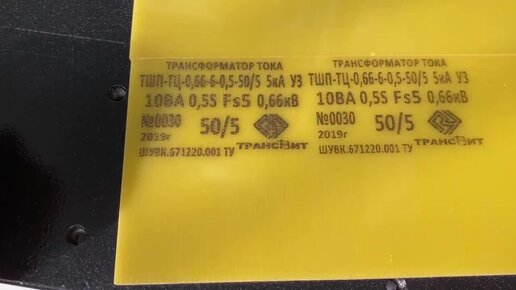 ТРАНСФОРМАТОР ТОКА
ТШП-ТЦ-0,66-6-0,5-50/5 5кА У3
10ВА 0,5S Fs5 0,66кВ
№0030
2019г
50/5
ТРАНСВИТ
ШУВК.671220.001 ТУ
ТРАНСФОРМАТОР ТОКА
ТШП-ТЦ-0,66-6-0,5-50/5 5кА У3
10ВА 0,5S Fs5 0,66кВ
№0030
2019г
50/5
ТРАНСВИТ
ШУВК.671220.001 ТУ